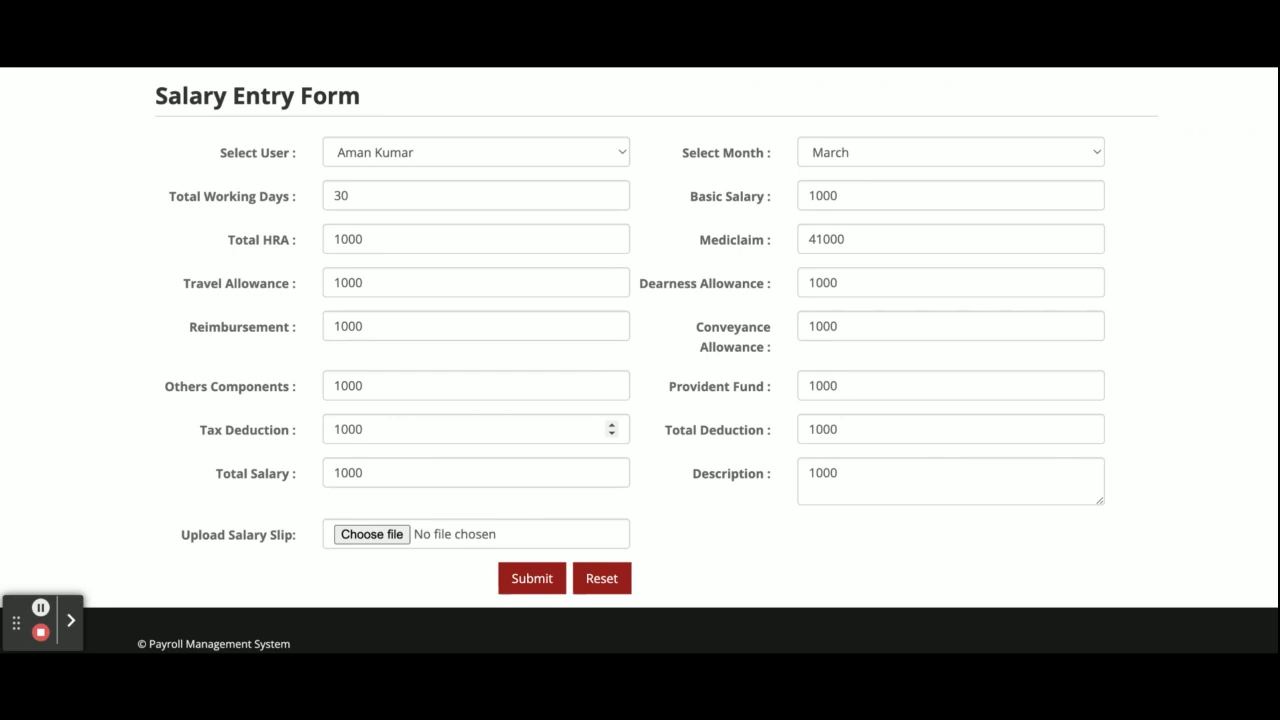 Salary Entry Form
Select User : Aman Kumar Select Month : March
Total Working Days : 30 Basic Salary : 1000
Total HRA : 1000 Mediclaim : 41000
Travel Allowance : 1000 Dearness Allowance : 1000
Reimbursement : 1000 Conveyance 1000
Allowance :
Others Components : 1000 Provident Fund : 1000
Tax Deduction : 1000 Total Deduction : 1000
Total Salary : 1000 Description : 1000
Upload Salary Slip: Choose file No file chosen
Submit Reset
© Payroll Management System